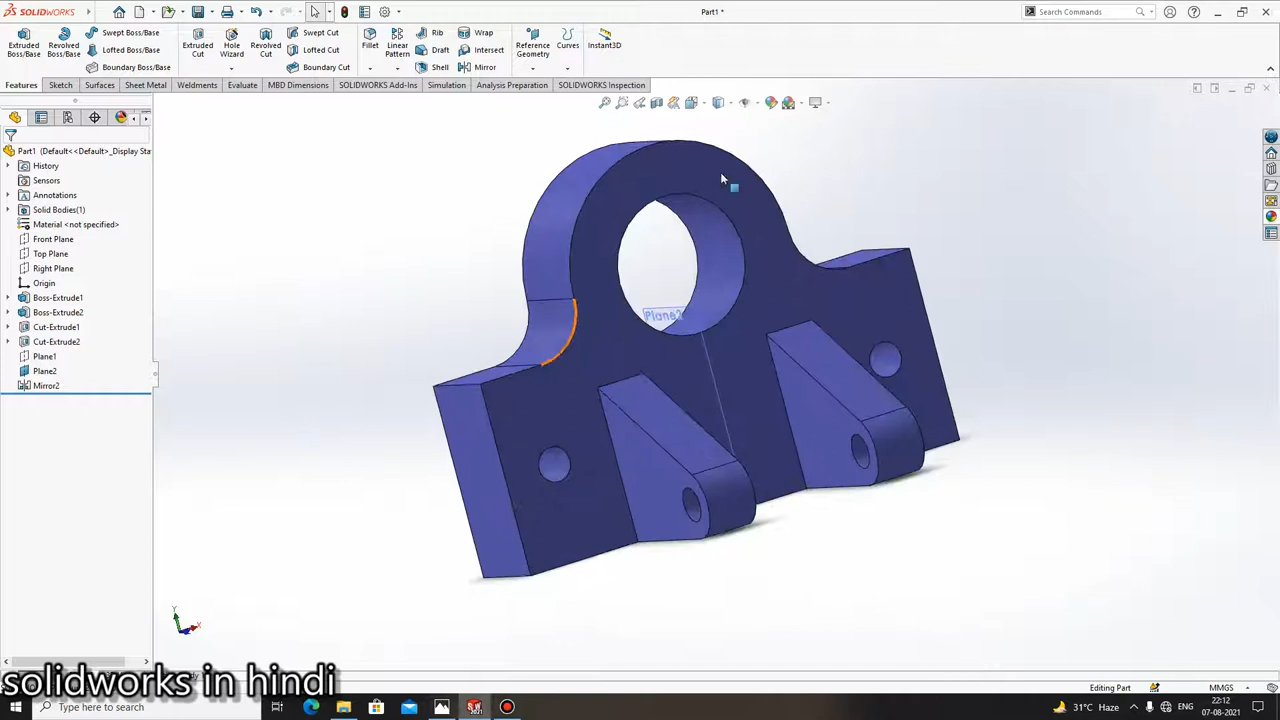 SOLIDWORKS
Part1 *
Search Commands
Extruded Boss/Base
Revolved Boss/Base
Swept Boss/Base
Lofted Boss/Base
Boundary Boss/Base
Extruded Cut
Hole Wizard
Revolved Cut
Swept Cut
Lofted Cut
Boundary Cut
Fillet
Linear Pattern
Rib
Draft
Shell
Wrap
Intersect
Mirror
Reference Geometry
Curves
Instant3D
Features
Sketch
Surfaces
Sheet Metal
Weldments
Evaluate
MBD Dimensions
SOLIDWORKS Add-Ins
Simulation
Analysis Preparation
SOLIDWORKS Inspection
Part1 (Default<<Default>_Display Sta
History
Sensors
Annotations
Solid Bodies(1)
Material <not specified>
Front Plane
Top Plane
Right Plane
Origin
Boss-Extrude1
Boss-Extrude2
Cut-Extrude1
Cut-Extrude2
Plane1
Plane2
Mirror2
Plane2
Y
X
solidworks in hindi
Editing Part
MMGS
Type here to search
31°C Haze
ENG
22:12
07-08-2021